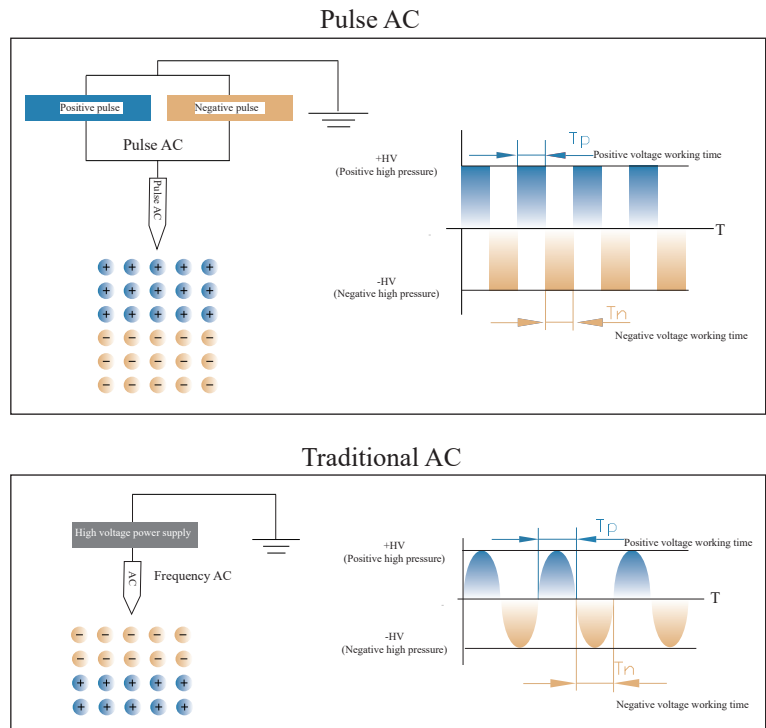 Pulse AC
Positive pulse
Negative pulse
Pulse AC
Pulse AC
+ + + + +
+ + + + +
+ + + + +
− − − − −
− − − − −
− − − − −
Tp
Positive voltage working time
+HV
(Positive high pressure)
T
-HV
(Negative high pressure)
Tn
Negative voltage working time
Traditional AC
High voltage power supply
AC
Frequency AC
− − − − −
− − − − −
+ + + + +
+ + + + +
Tp
Positive voltage working time
+HV
(Positive high pressure)
T
-HV
(Negative high pressure)
Tn
Negative voltage working time